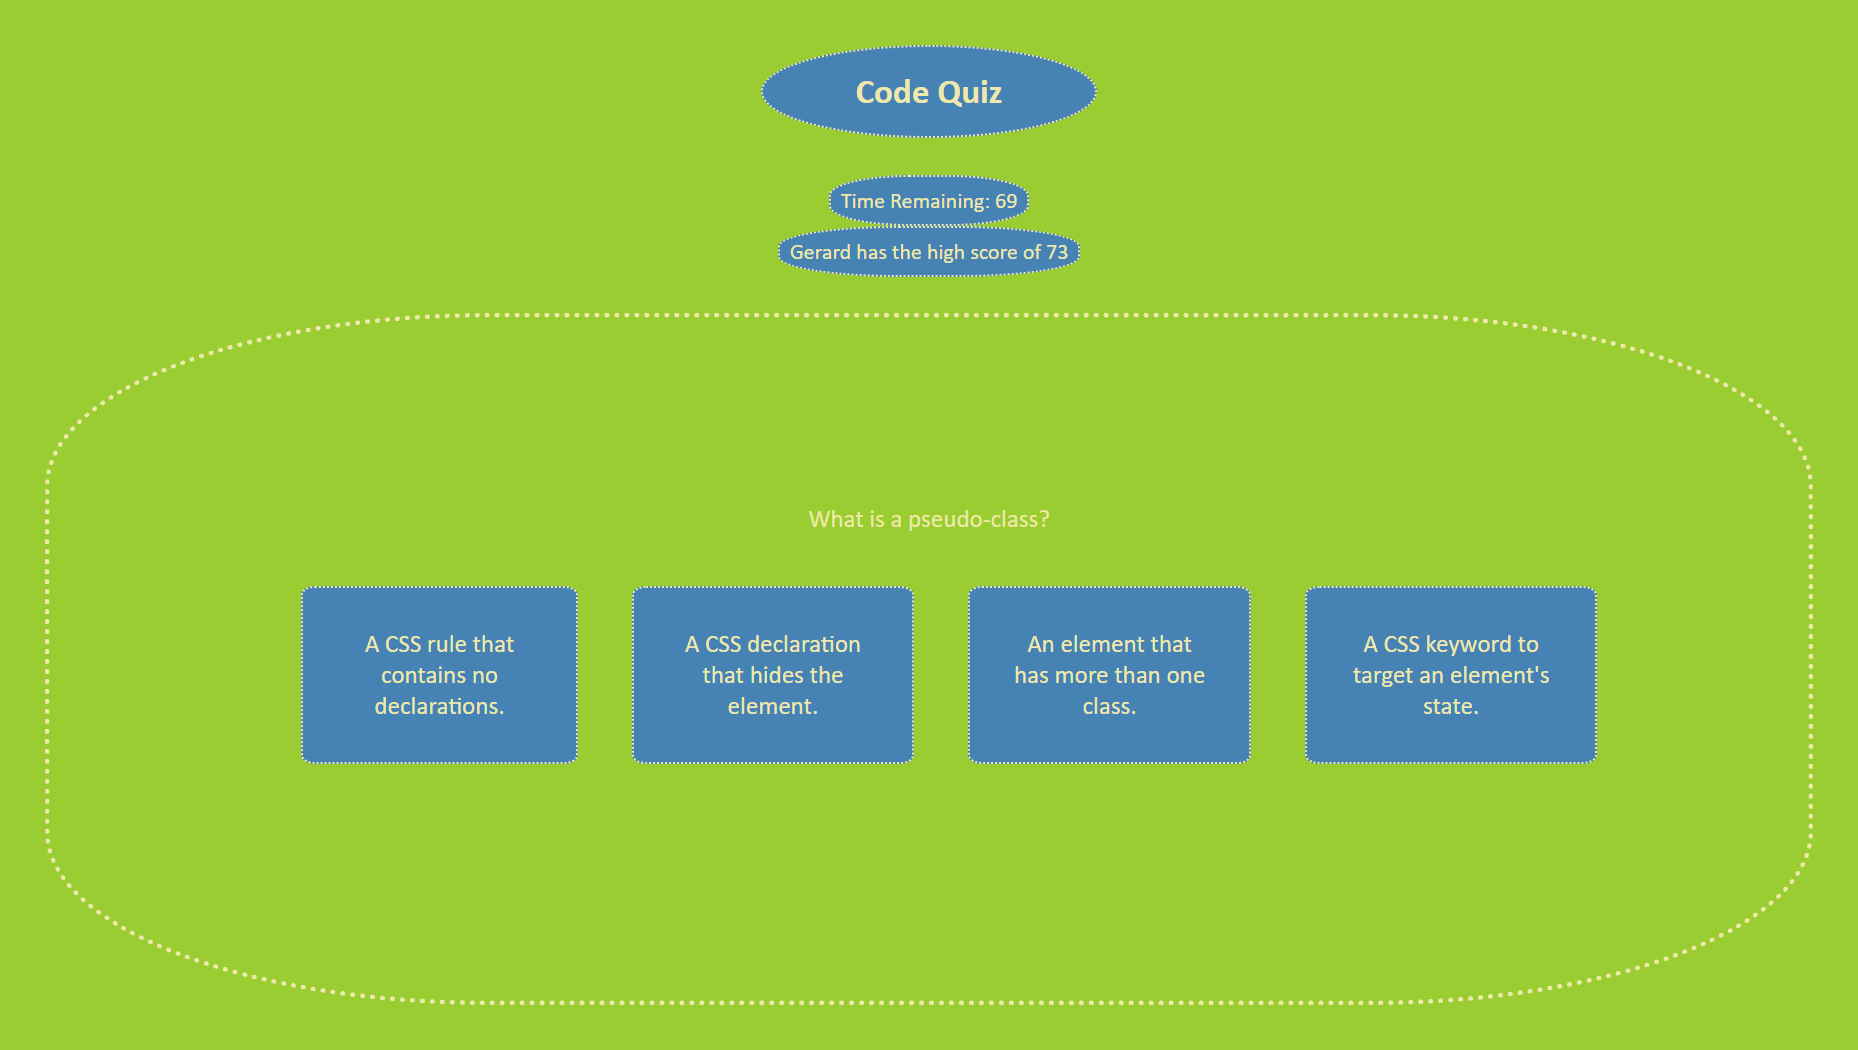 Code Quiz
Time Remaining: 69
Gerard has the high score of 73
What is a pseudo-class?
A CSS rule that
contains no
declarations.
A CSS declaration
that hides the
element.
An element that
has more than one
class.
A CSS keyword to
target an element's
state.